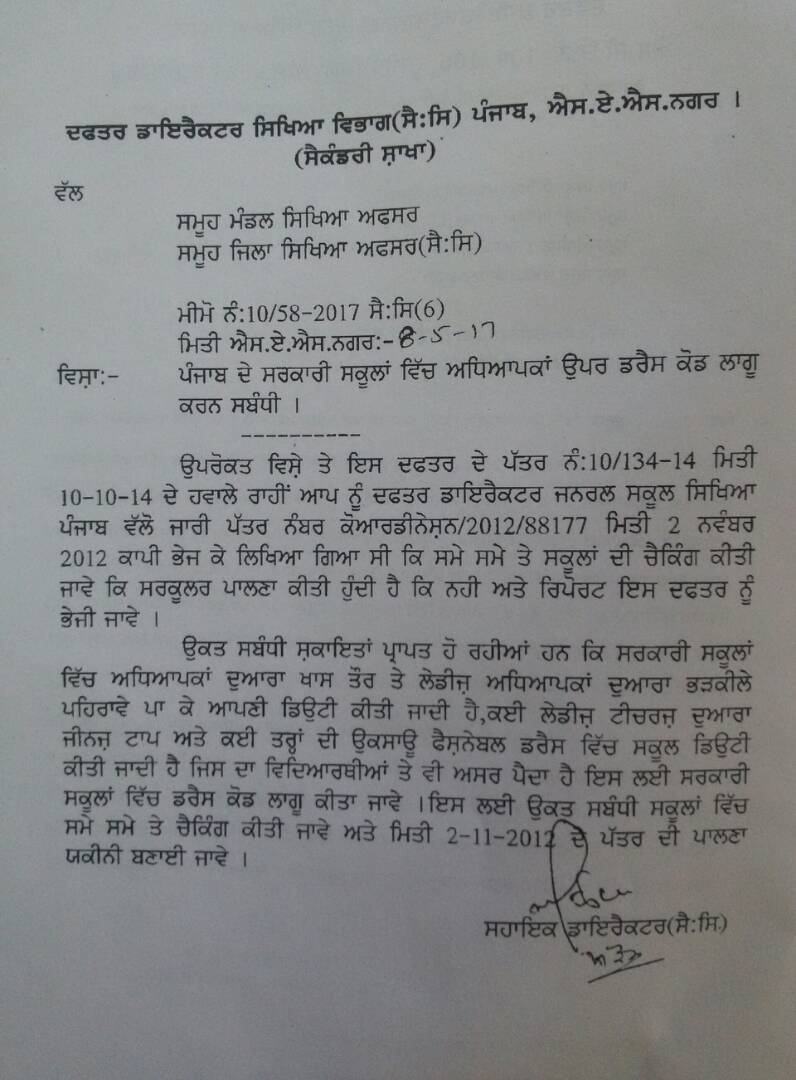 ਦਫਤਰ ਡਾਇਰੈਕਟਰ ਸਿਖਿਆ ਵਿਭਾਗ(ਸੈ:ਸਿ) ਪੰਜਾਬ, ਐਸ.ਏ.ਐਸ.ਨਗਰ ।
(ਸੈਕੰਡਰੀ ਸ਼ਾਖਾ)
ਵੱਲ
ਸਮੂਹ ਮੰਡਲ ਸਿਖਿਆ ਅਫਸਰ
ਸਮੂਹ ਜਿਲਾ ਸਿਖਿਆ ਅਫਸਰ(ਸੈ:ਸਿ)
ਮੀਮੋ ਨੰ:10/58-2017 ਸੈ:ਸਿ(6)
ਮਿਤੀ ਐਸ.ਏ.ਐਸ.ਨਗਰ:-8-5-17
ਵਿਸ਼ਾ:- ਪੰਜਾਬ ਦੇ ਸਰਕਾਰੀ ਸਕੂਲਾਂ ਵਿੱਚ ਅਧਿਆਪਕਾਂ ਉਪਰ ਡਰੈਸ ਕੋਡ ਲਾਗੂ
ਕਰਨ ਸਬੰਧੀ ।
----------
ਉਪਰੋਕਤ ਵਿਸ਼ੇ ਤੇ ਇਸ ਦਫਤਰ ਦੇ ਪੱਤਰ ਨੰ:10/134-14 ਮਿਤੀ
10-10-14 ਦੇ ਹਵਾਲੇ ਰਾਹੀਂ ਆਪ ਨੂੰ ਦਫਤਰ ਡਾਇਰੈਕਟਰ ਜਨਰਲ ਸਕੂਲ ਸਿਖਿਆ
ਪੰਜਾਬ ਵੱਲੋ ਜਾਰੀ ਪੱਤਰ ਨੰਬਰ ਕੋਆਰਡੀਨੇਸ਼ਨ/2012/88177 ਮਿਤੀ 2 ਨਵੰਬਰ
2012 ਕਾਪੀ ਭੇਜ ਕੇ ਲਿਖਿਆ ਗਿਆ ਸੀ ਕਿ ਸਮੇ ਸਮੇ ਤੇ ਸਕੂਲਾਂ ਦੀ ਚੈਕਿੰਗ ਕੀਤੀ
ਜਾਵੇ ਕਿ ਸਰਕੂਲਰ ਪਾਲਣਾ ਕੀਤੀ ਹੁੰਦੀ ਹੈ ਕਿ ਨਹੀ ਅਤੇ ਰਿਪੋਰਟ ਇਸ ਦਫਤਰ ਨੂੰ
ਭੇਜੀ ਜਾਵੇ ।
ਉਕਤ ਸਬੰਧੀ ਸ਼ਕਾਇਤਾਂ ਪ੍ਰਾਪਤ ਹੋ ਰਹੀਆਂ ਹਨ ਕਿ ਸਰਕਾਰੀ ਸਕੂਲਾਂ
ਵਿੱਚ ਅਧਿਆਪਕਾਂ ਦੁਆਰਾ ਖਾਸ ਤੌਰ ਤੇ ਲੇਡੀਜ਼ ਅਧਿਆਪਕਾਂ ਦੁਆਰਾ ਭੜਕੀਲੇ
ਪਹਿਰਾਵੇ ਪਾ ਕੇ ਆਪਣੀ ਡਿਊਟੀ ਕੀਤੀ ਜਾਦੀ ਹੈ,ਕਈ ਲੇਡੀਜ਼ ਟੀਚਰਜ਼ ਦੁਆਰਾ
ਜੀਨਜ਼ ਟਾਪ ਅਤੇ ਕਈ ਤਰ੍ਹਾਂ ਦੀ ਉਕਸਾਊ ਫੈਸ਼ਨੇਬਲ ਡਰੈਸ ਵਿੱਚ ਸਕੂਲ ਡਿਉਟੀ
ਕੀਤੀ ਜਾਦੀ ਹੈ ਜਿਸ ਦਾ ਵਿਦਿਆਰਥੀਆਂ ਤੇ ਵੀ ਅਸਰ ਪੈਦਾ ਹੈ ਇਸ ਲਈ ਸਰਕਾਰੀ
ਸਕੂਲਾਂ ਵਿੱਚ ਡਰੈਸ ਕੋਡ ਲਾਗੂ ਕੀਤਾ ਜਾਵੇ ।ਇਸ ਲਈ ਉਕਤ ਸਬੰਧੀ ਸਕੂਲਾਂ ਵਿੱਚ
ਸਮੇ ਸਮੇ ਤੇ ਚੈਕਿੰਗ ਕੀਤੀ ਜਾਵੇ ਅਤੇ ਮਿਤੀ 2-11-2012 ਦੇ ਪੱਤਰ ਦੀ ਪਾਲਣਾ
ਯਕੀਨੀ ਬਣਾਈ ਜਾਵੇ ।
ਸਹਾਇਕ ਡਾਇਰੈਕਟਰ(ਸੈ:ਸਿ.)